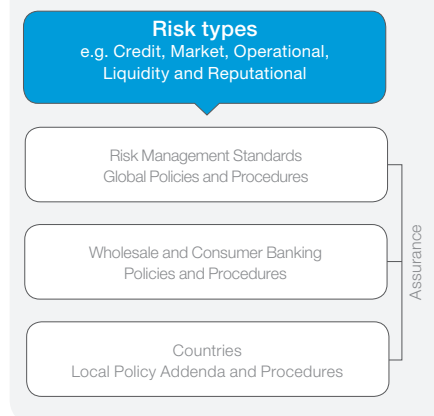 Risk types
e.g. Credit, Market, Operational,
Liquidity and Reputational
Risk Management Standards
Global Policies and Procedures
Wholesale and Consumer Banking
Policies and Procedures
Countries
Local Policy Addenda and Procedures
Assurance